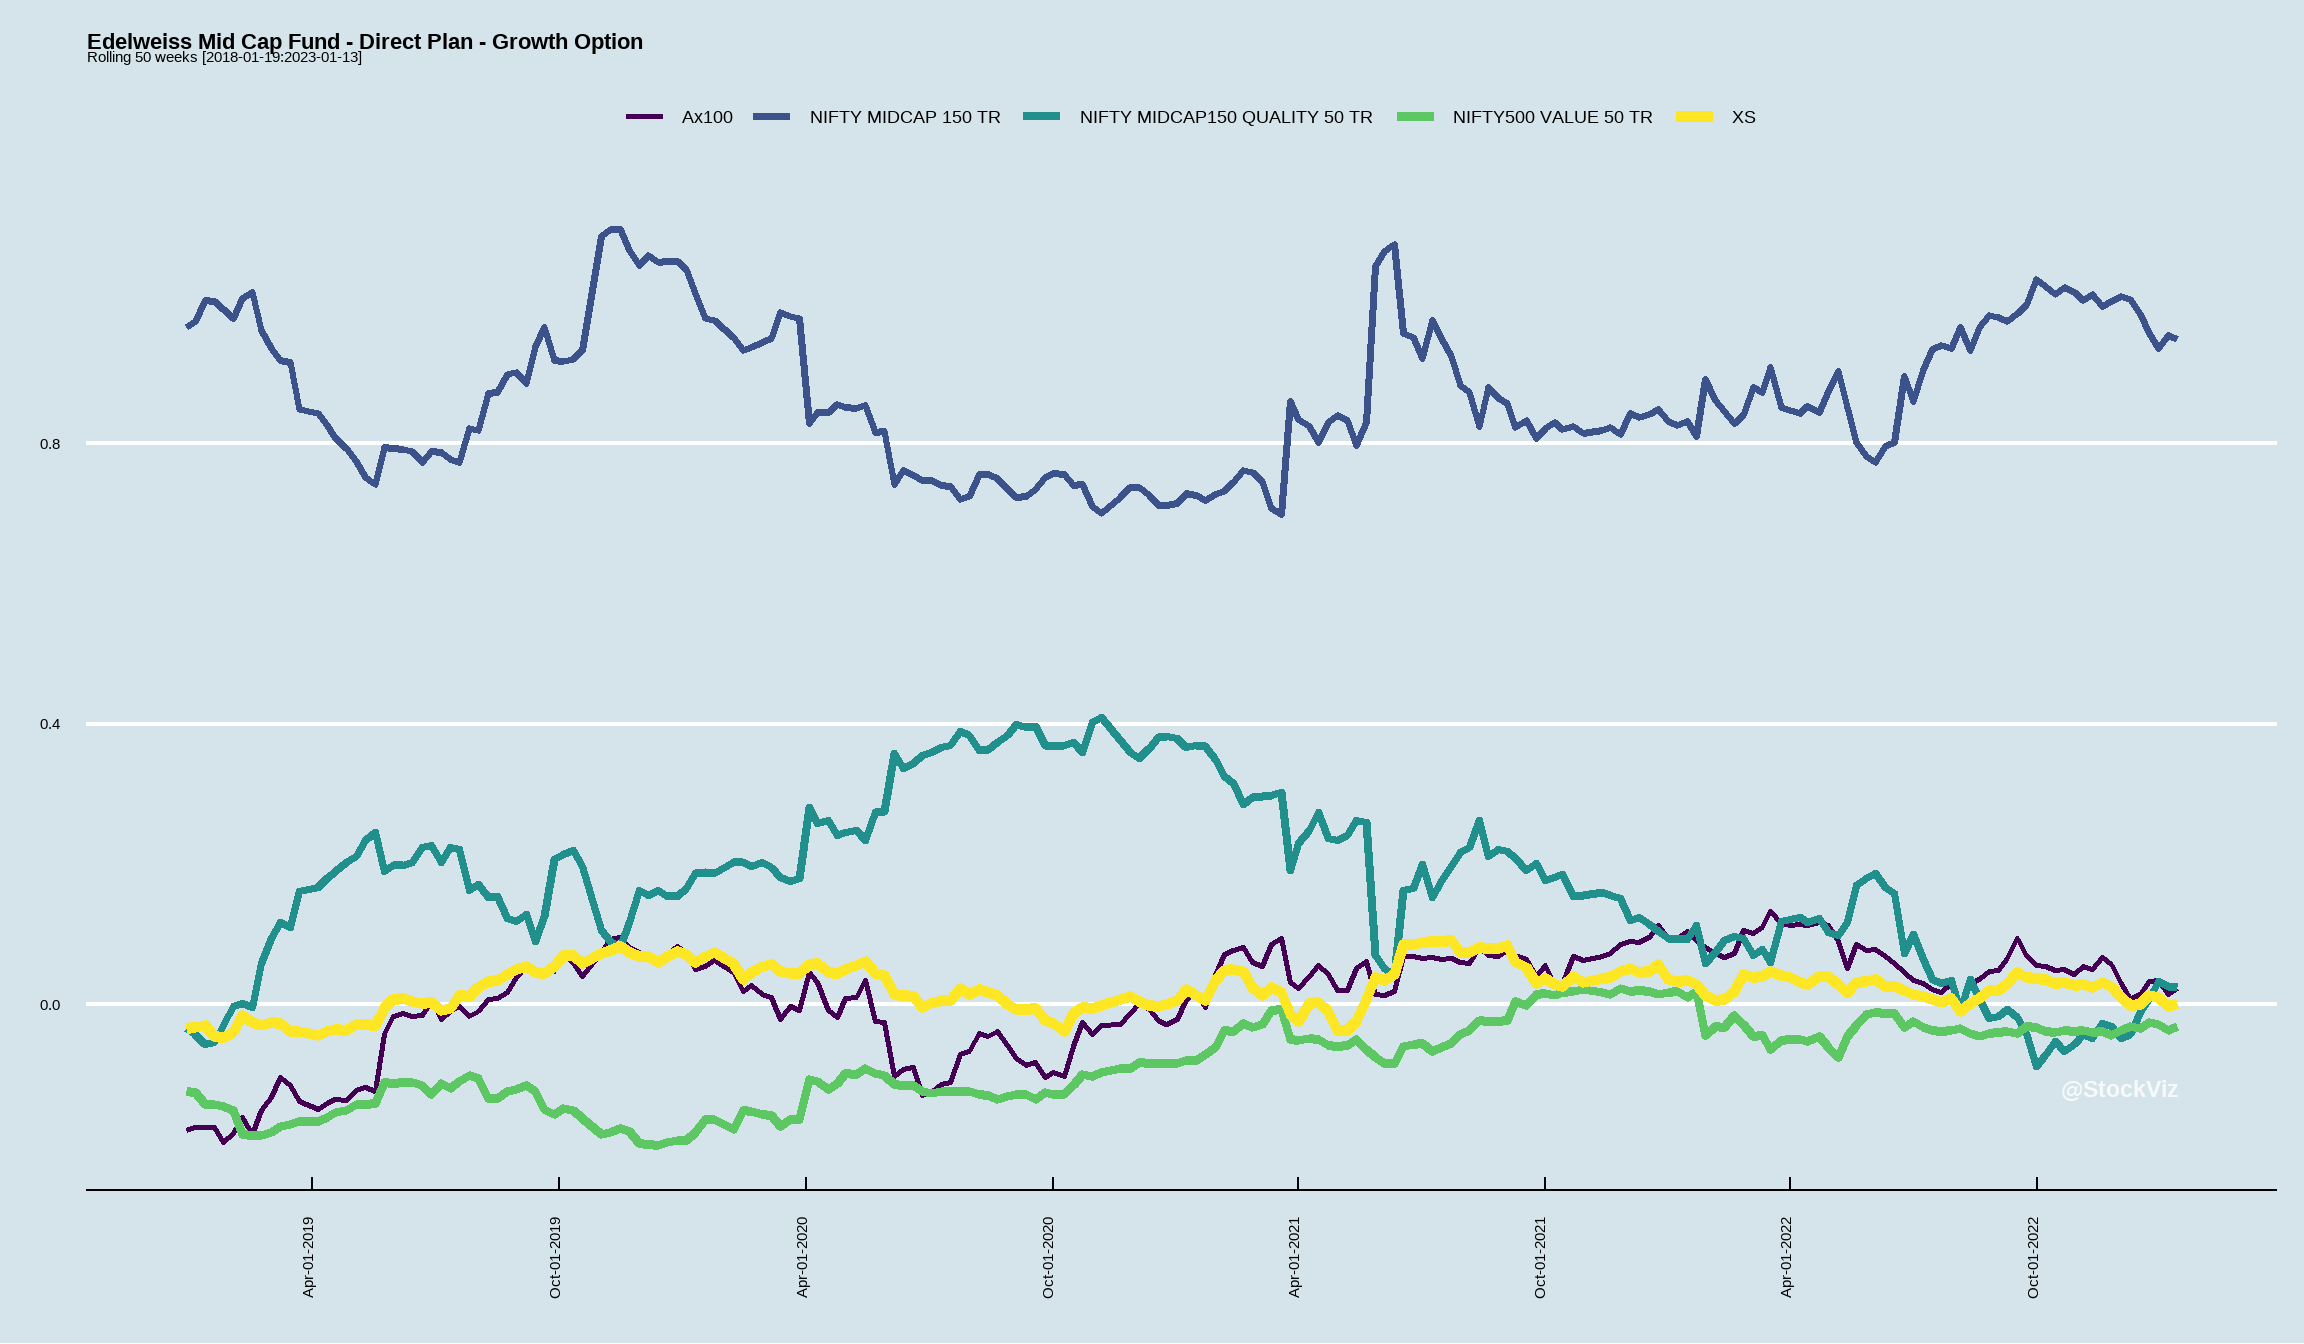 Edelweiss Mid Cap Fund - Direct Plan - Growth Option
Rolling 50 weeks [2018-01-19:2023-01-13]
Ax100 NIFTY MIDCAP 150 TR NIFTY MIDCAP150 QUALITY 50 TR NIFTY500 VALUE 50 TR XS
0.8
0.4
0.0
@StockViz
Apr-01-2019 Oct-01-2019 Apr-01-2020 Oct-01-2020 Apr-01-2021 Oct-01-2021 Apr-01-2022 Oct-01-2022